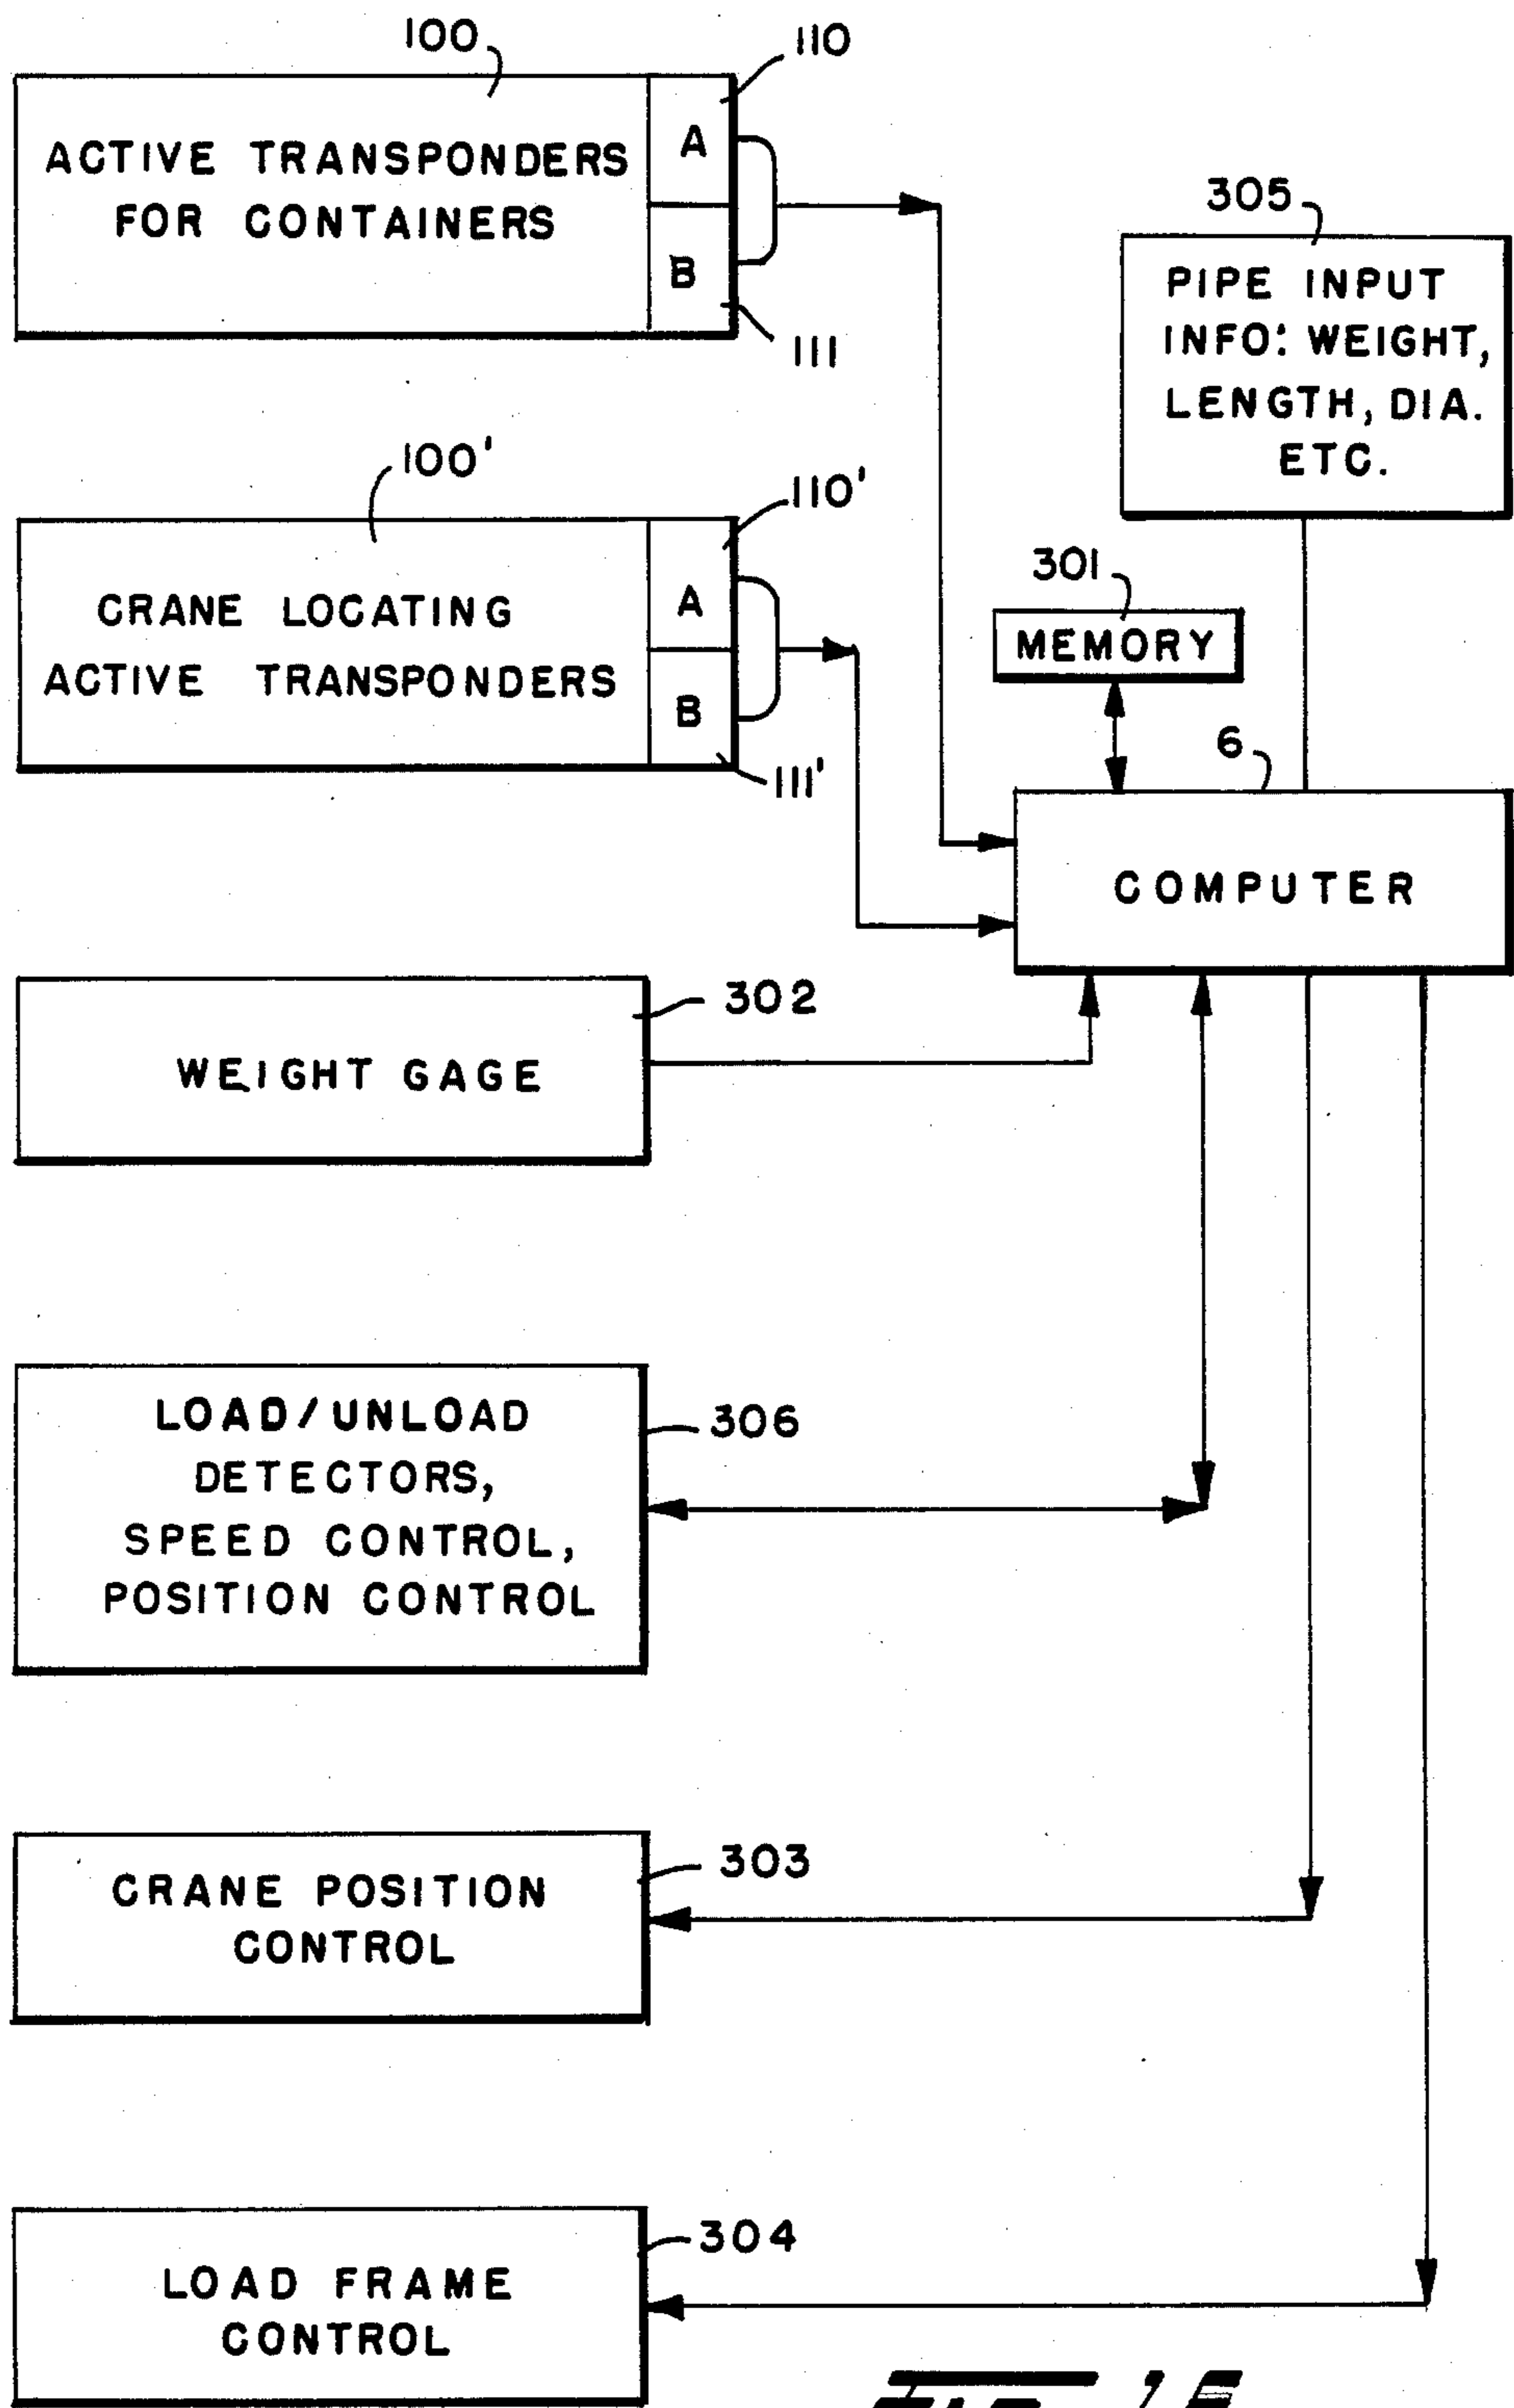 100
110
ACTIVE TRANSPONDERS
FOR CONTAINERS
A
B
111
305
PIPE INPUT
INFO: WEIGHT,
LENGTH, DIA.
ETC.
100'
110'
CRANE LOCATING
ACTIVE TRANSPONDERS
A
B
111'
301
MEMORY
6
COMPUTER
302
WEIGHT GAGE
LOAD/UNLOAD
DETECTORS,
SPEED CONTROL,
POSITION CONTROL
306
CRANE POSITION
CONTROL
303
LOAD FRAME
CONTROL
304